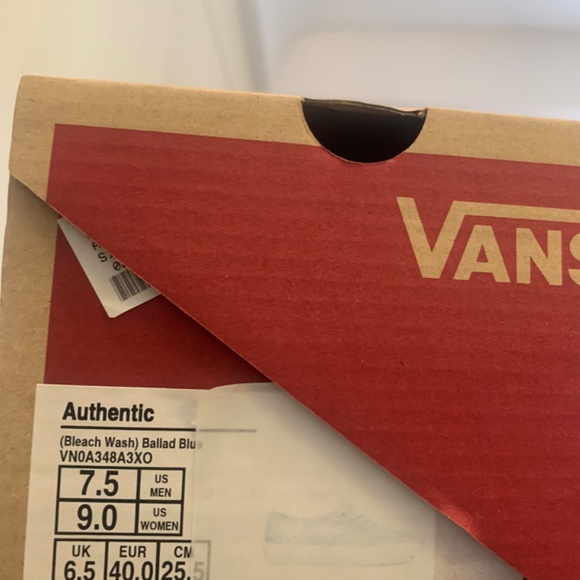 VANS
Authentic
(Bleach Wash) Ballad Blu
VN0A348A3XO
7.5 US MEN
9.0 US WOMEN
UK EUR CM
6.5 40.0 25.5